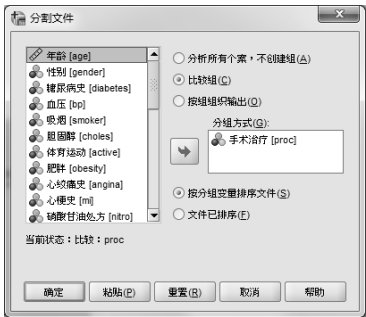 分割文件
年龄 [age]
性别 [gender]
糖尿病史 [diabetes]
血压 [bp]
吸烟 [smoker]
胆固醇 [choles]
体育运动 [active]
肥胖 [obesity]
心绞痛史 [angina]
心梗史 [mi]
硝酸甘油处方 [nitro]
分析所有个案，不创建组(A)
比较组(C)
按组组织输出(O)
分组方式(G):
手术治疗 [proc]
按分组变量排序文件(S)
文件已排序(F)
当前状态：比较：proc
确定
粘贴(P)
重置(R)
取消
帮助